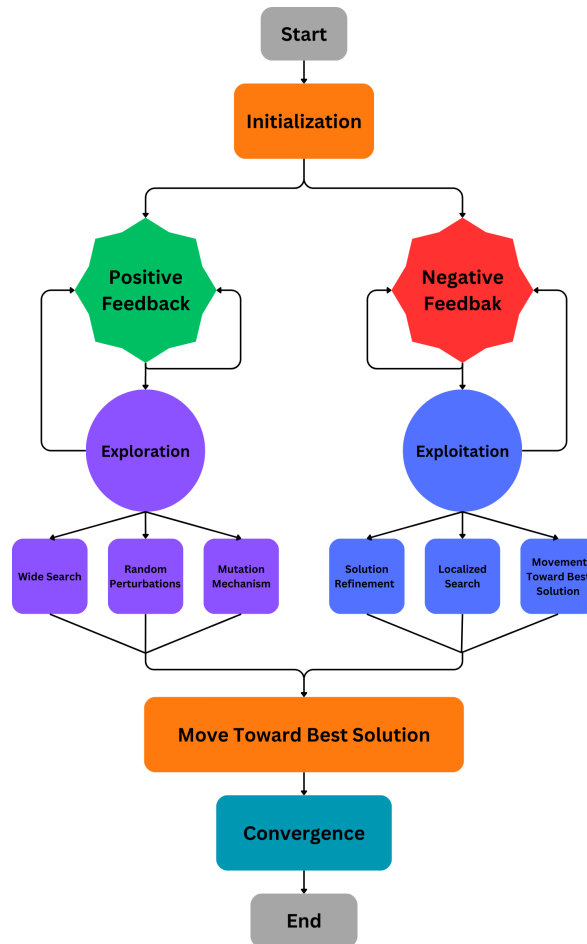 Start
Initialization
Positive
Feedback
Negative
Feedbak
Exploration
Exploitation
Wide Search
Random
Perturbations
Mutation
Mechanism
Solution
Refinement
Localized
Search
Movement
Toward Best
Solution
Move Toward Best Solution
Convergence
End